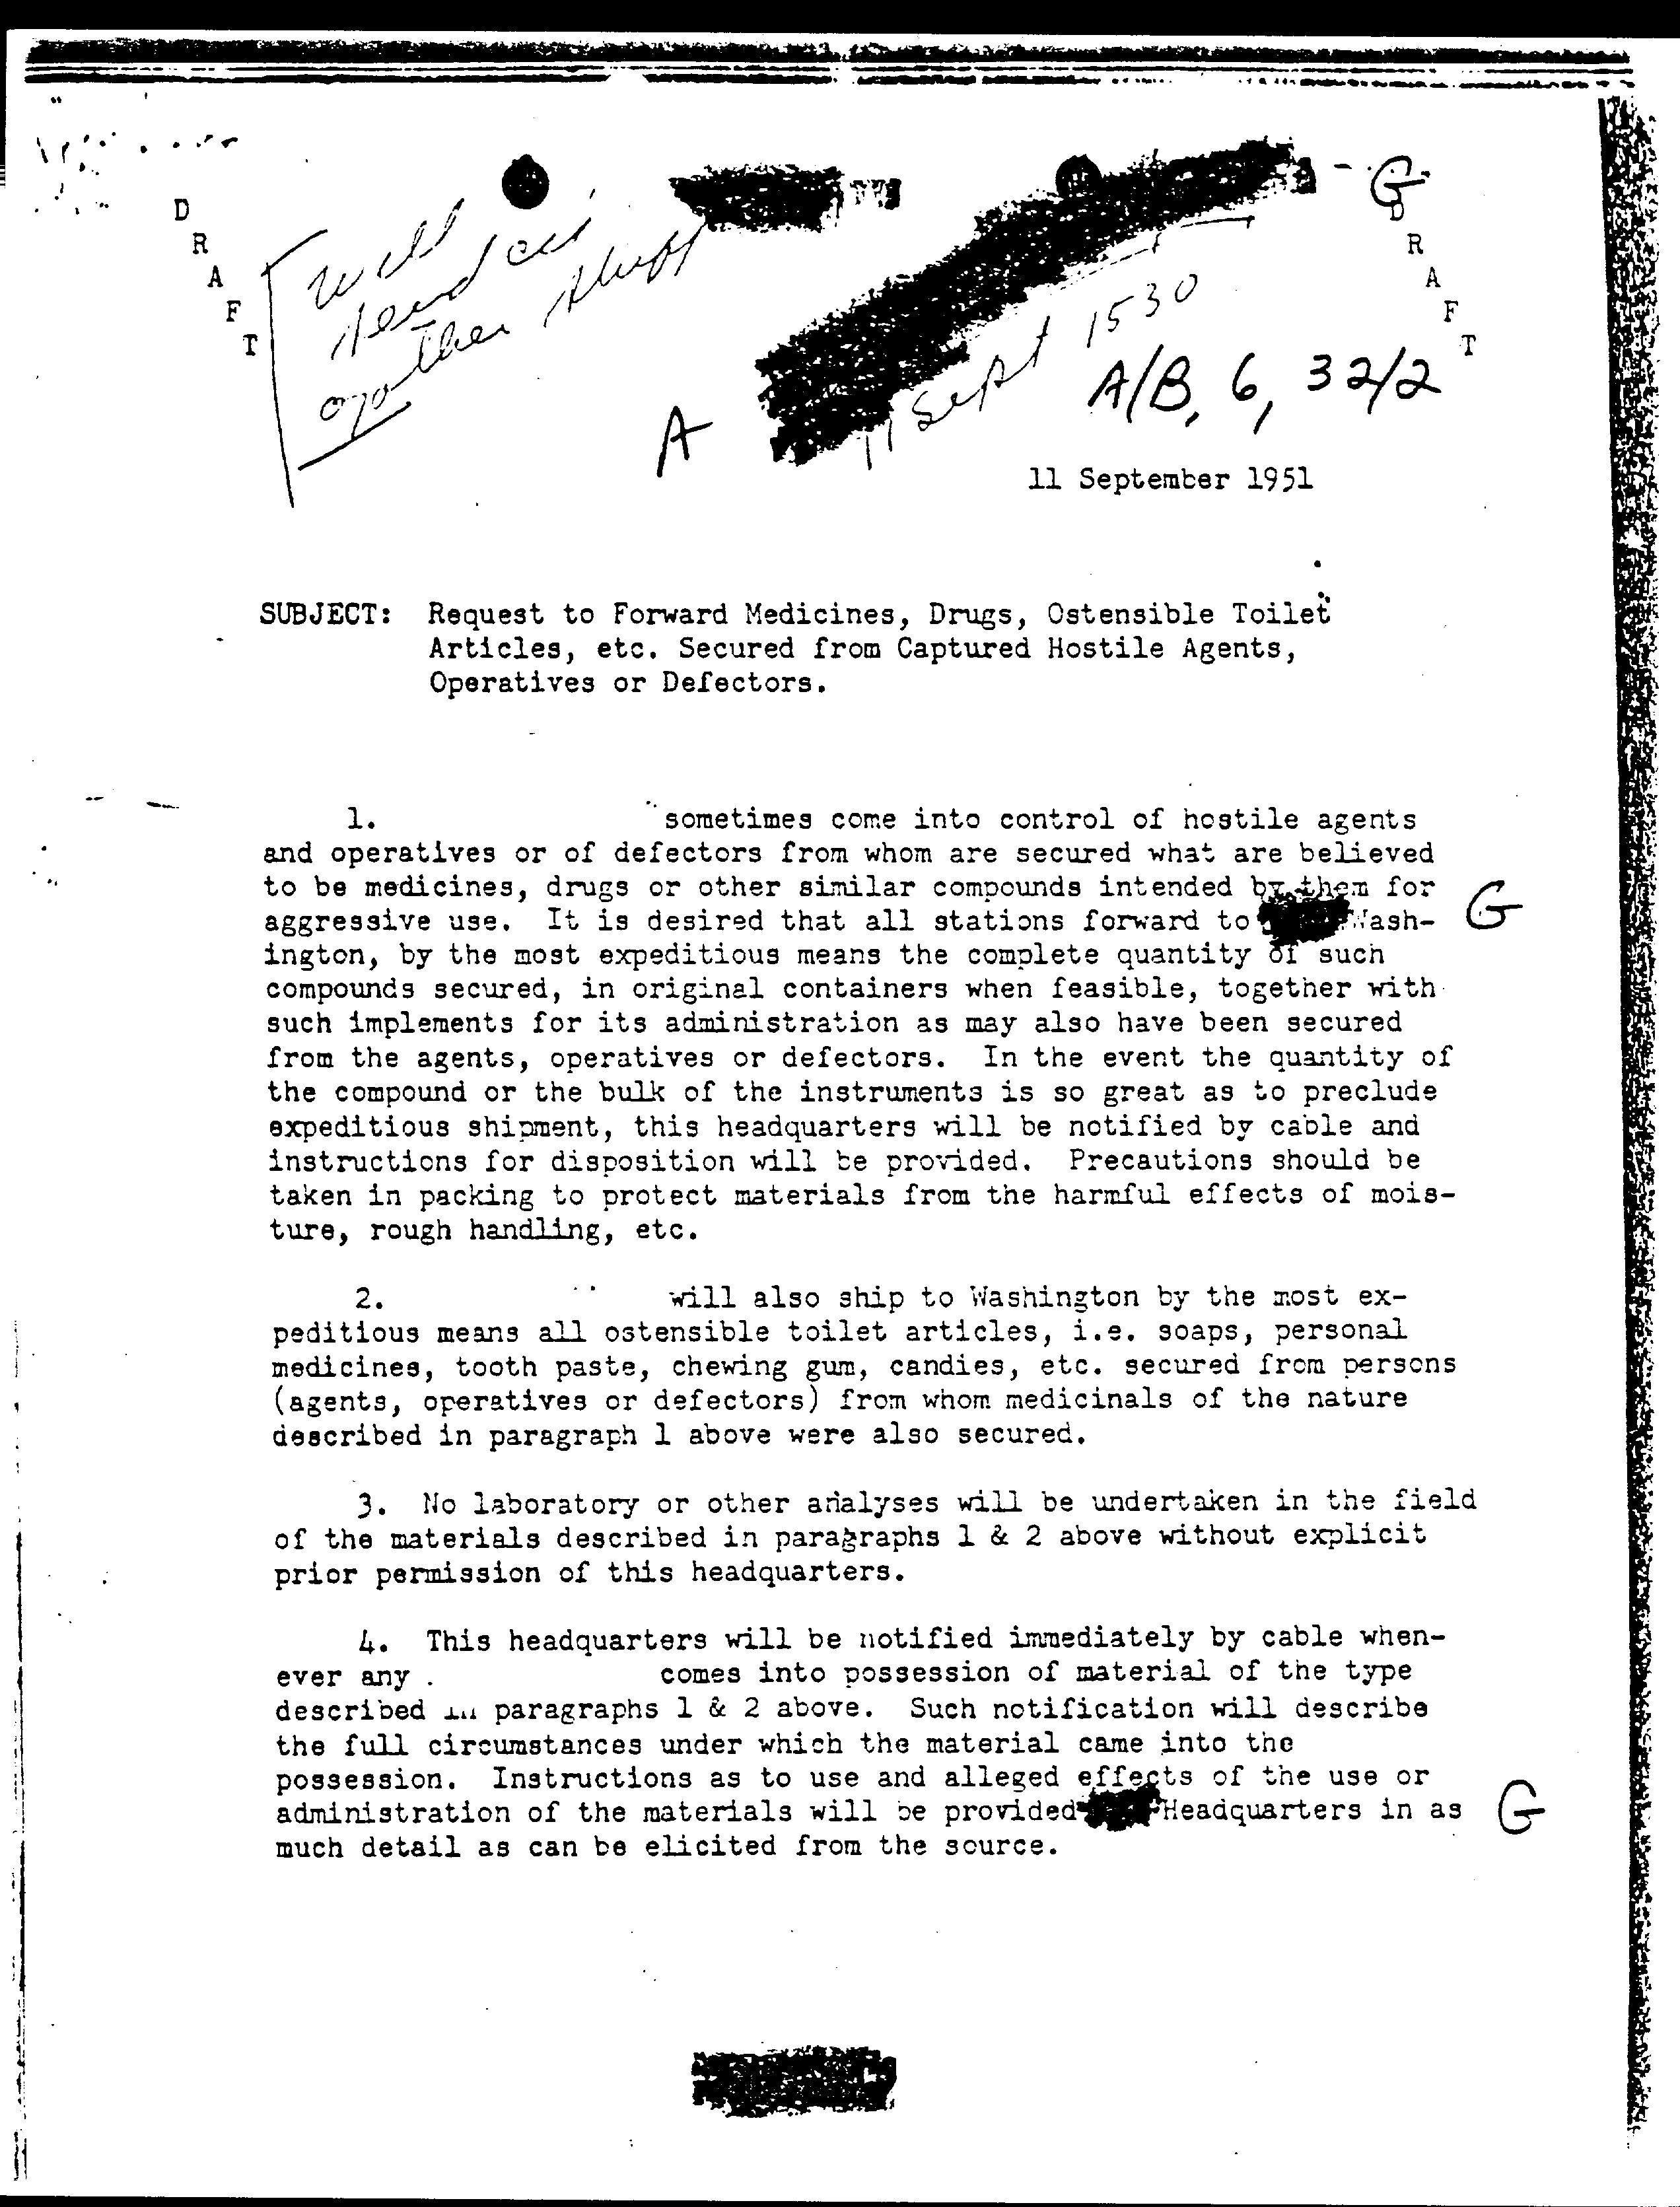 D R A F T
D R A F T
G
will
send out
other stuff
11 Sept 1530
A
A/B, 6, 32/2
11 September 1951
SUBJECT: Request to Forward Medicines, Drugs, Ostensible Toilet
Articles, etc. Secured from Captured Hostile Agents,
Operatives or Defectors.
1. sometimes come into control of hostile agents
and operatives or of defectors from whom are secured what are believed
to be medicines, drugs or other similar compounds intended by them for
aggressive use. It is desired that all stations forward to Wash-
G
ington, by the most expeditious means the complete quantity of such
compounds secured, in original containers when feasible, together with
such implements for its administration as may also have been secured
from the agents, operatives or defectors. In the event the quantity of
the compound or the bulk of the instruments is so great as to preclude
expeditious shipment, this headquarters will be notified by cable and
instructions for disposition will be provided. Precautions should be
taken in packing to protect materials from the harmful effects of mois-
ture, rough handling, etc.
2. will also ship to Washington by the most ex-
peditious means all ostensible toilet articles, i.e. soaps, personal
medicines, tooth paste, chewing gum, candies, etc. secured from persons
(agents, operatives or defectors) from whom medicinals of the nature
described in paragraph 1 above were also secured.
3. No laboratory or other analyses will be undertaken in the field
of the materials described in paragraphs 1 & 2 above without explicit
prior permission of this headquarters.
4. This headquarters will be notified immediately by cable when-
ever any . comes into possession of material of the type
described in paragraphs 1 & 2 above. Such notification will describe
the full circumstances under which the material came into the
possession. Instructions as to use and alleged effects of the use or
administration of the materials will be provided Headquarters in as
G
much detail as can be elicited from the source.